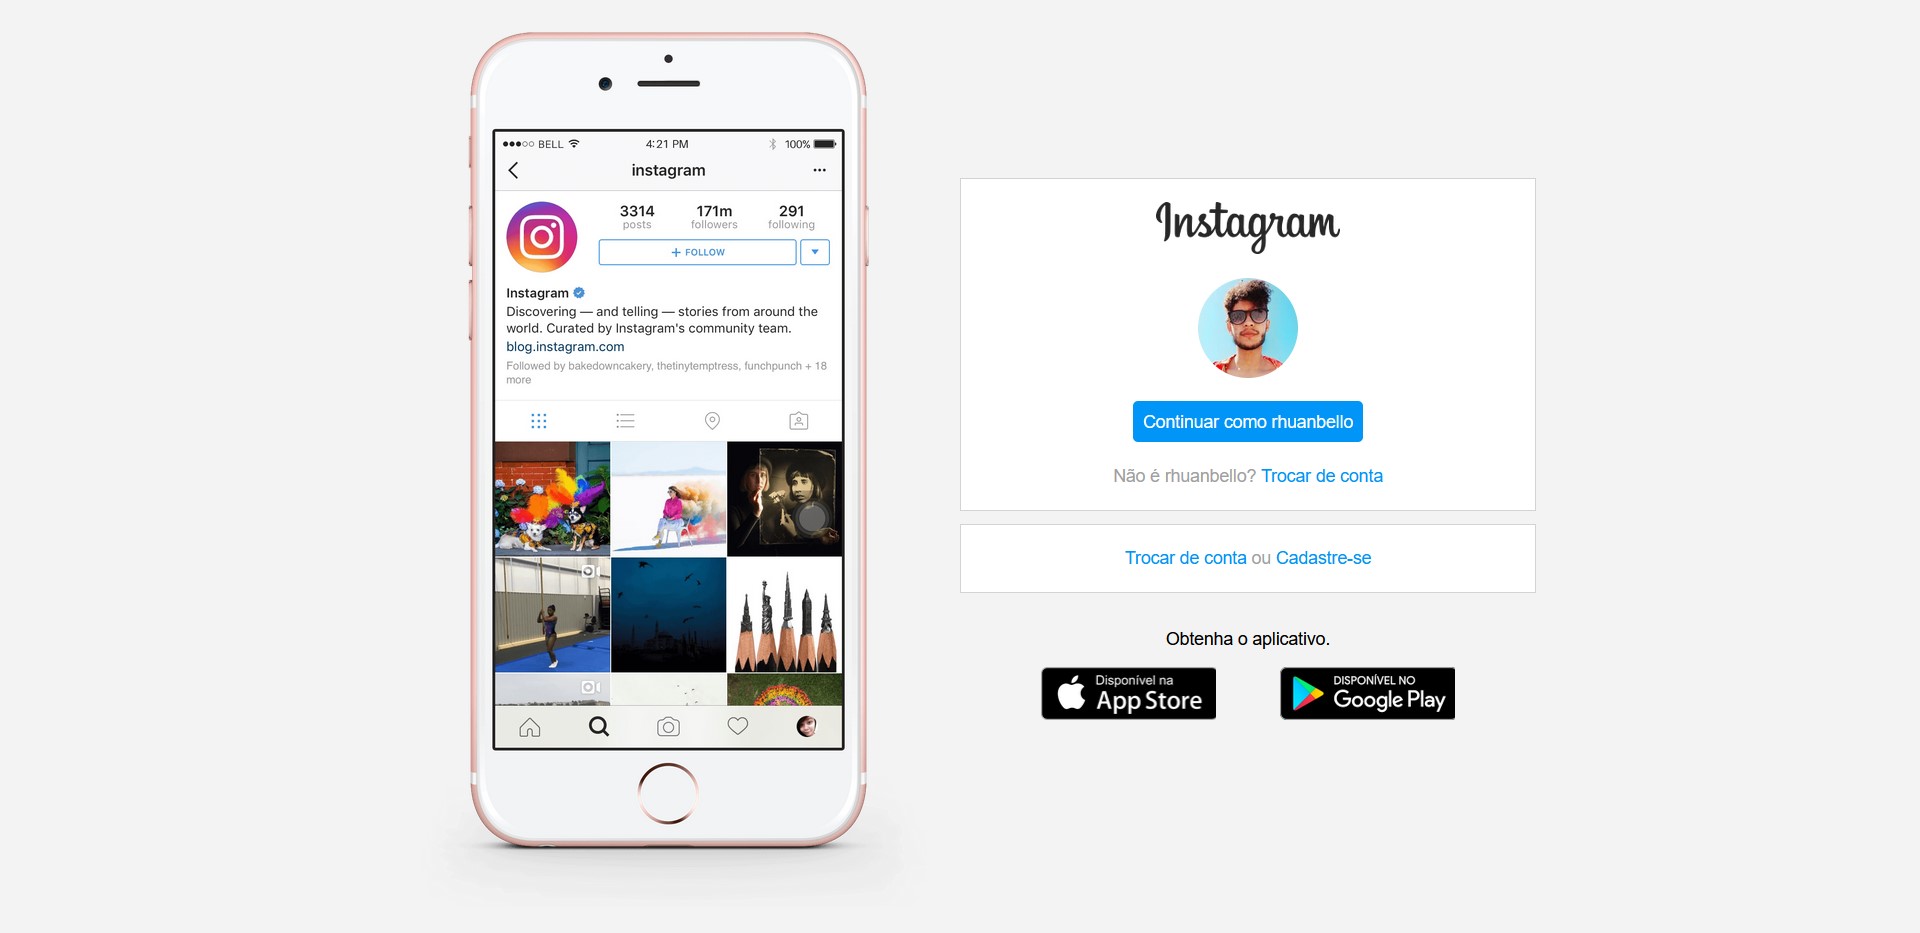 BELL
4:21 PM
100%
instagram
3314
posts
171m
followers
291
following
+ FOLLOW
Instagram
Discovering — and telling — stories from around the
world. Curated by Instagram's community team.
blog.instagram.com
Followed by bakedowncakery, thetinytemptress, funchpunch + 18
more
Instagram
Continuar como rhuanbello
Não é rhuanbello? Trocar de conta
Trocar de conta ou Cadastre-se
Obtenha o aplicativo.
Disponível na
App Store
DISPONÍVEL NO
Google Play